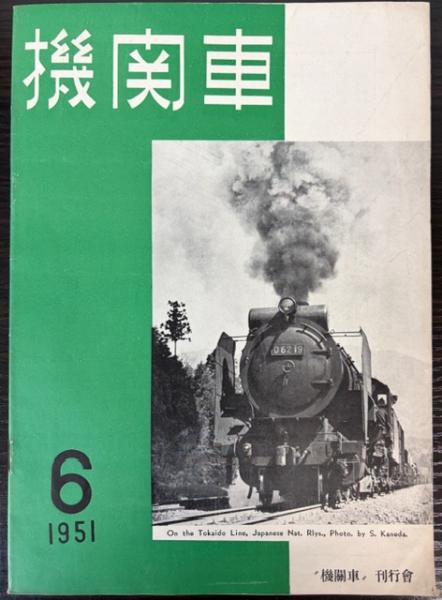 機関車
D6219
6
1951
On the Tokaido Line, Japanese Nat. Rlys., Photo. by S. Kaneda.
"機關車" 刊行會